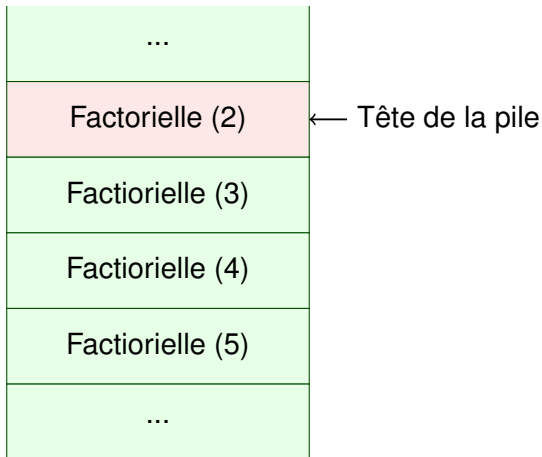 ...
Factorielle (2) ← Tête de la pile
Factiorielle (3)
Factiorielle (4)
Factiorielle (5)
...